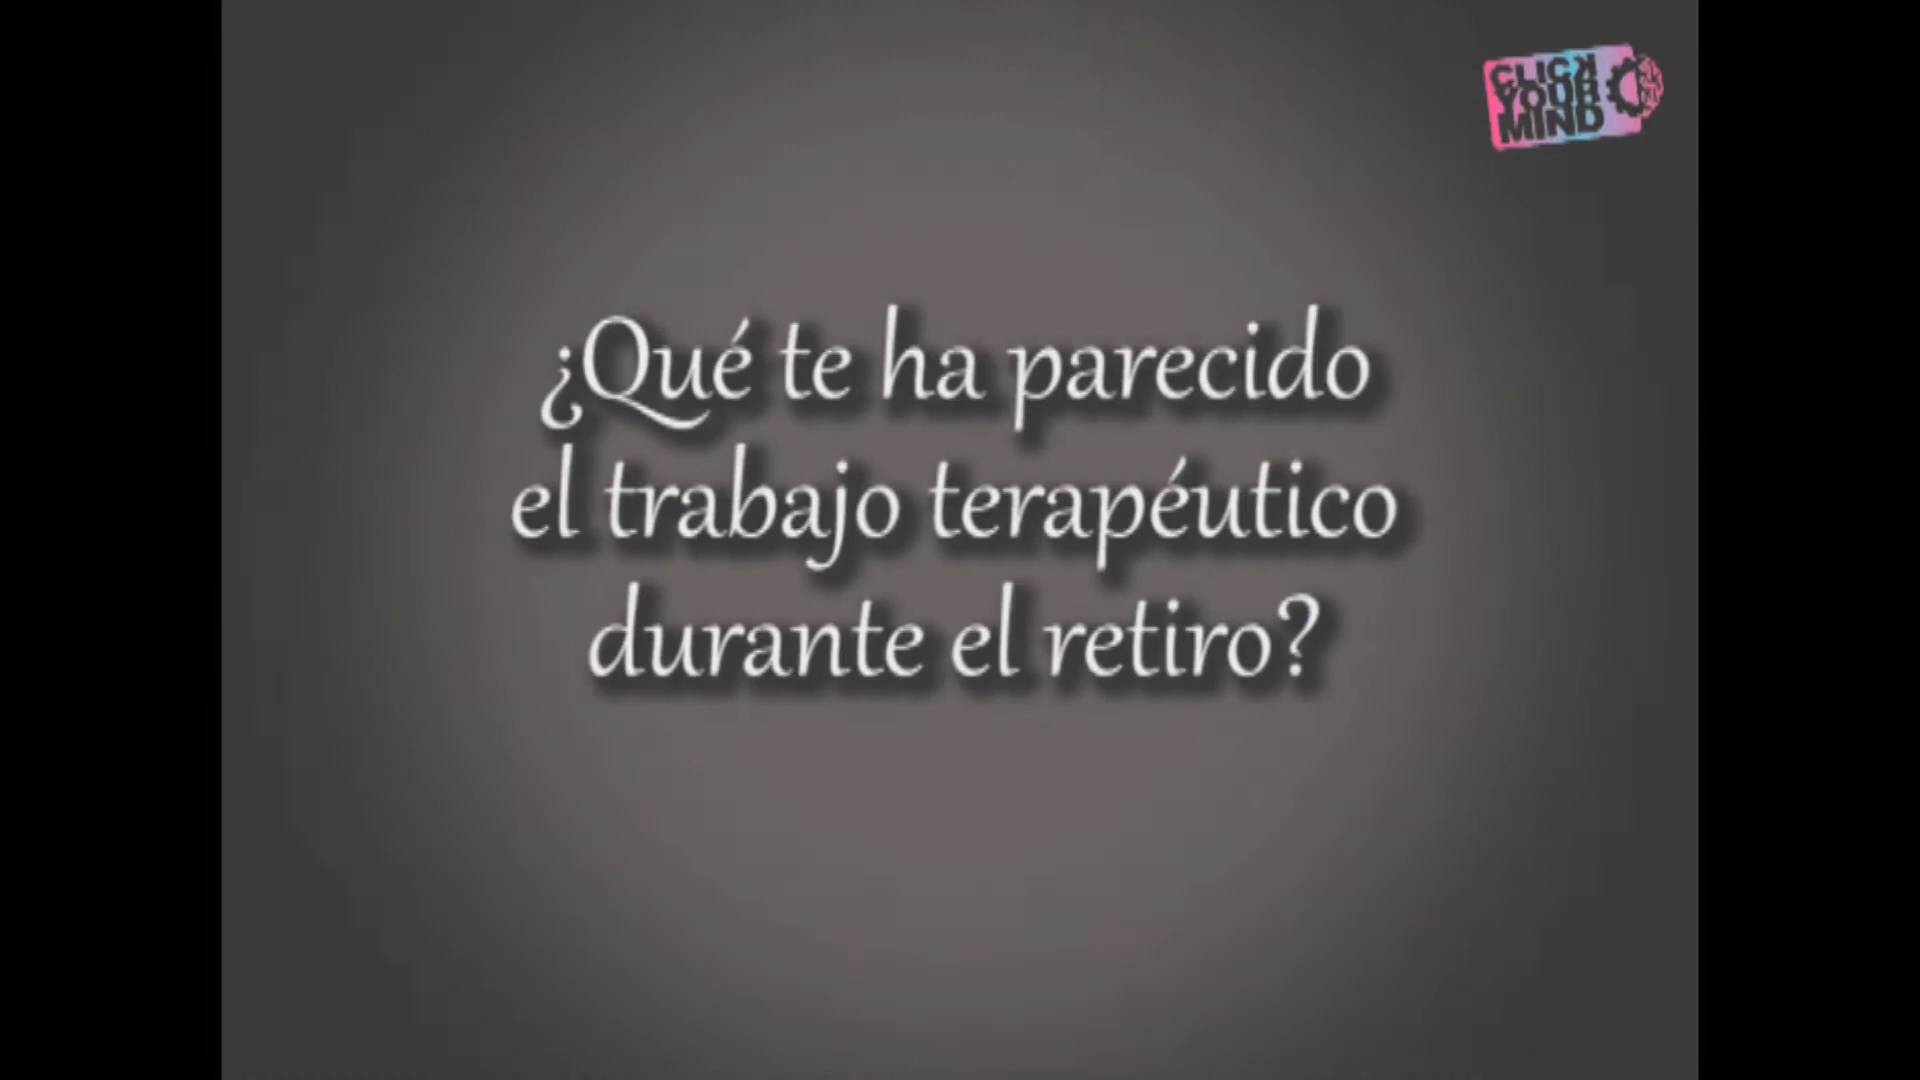 CLICK
YOUR
MIND
¿Qué te ha parecido
el trabajo terapéutico
durante el retiro?